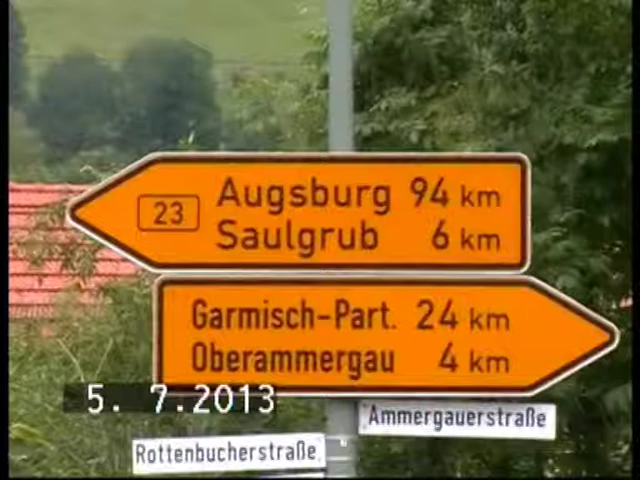 Augsburg 94 km
23
Saulgrub 6 km
Garmisch-Part. 24 km
Oberammergau 4 km
5. 7.2013
Ammergauerstraße
Rottenbucherstraße